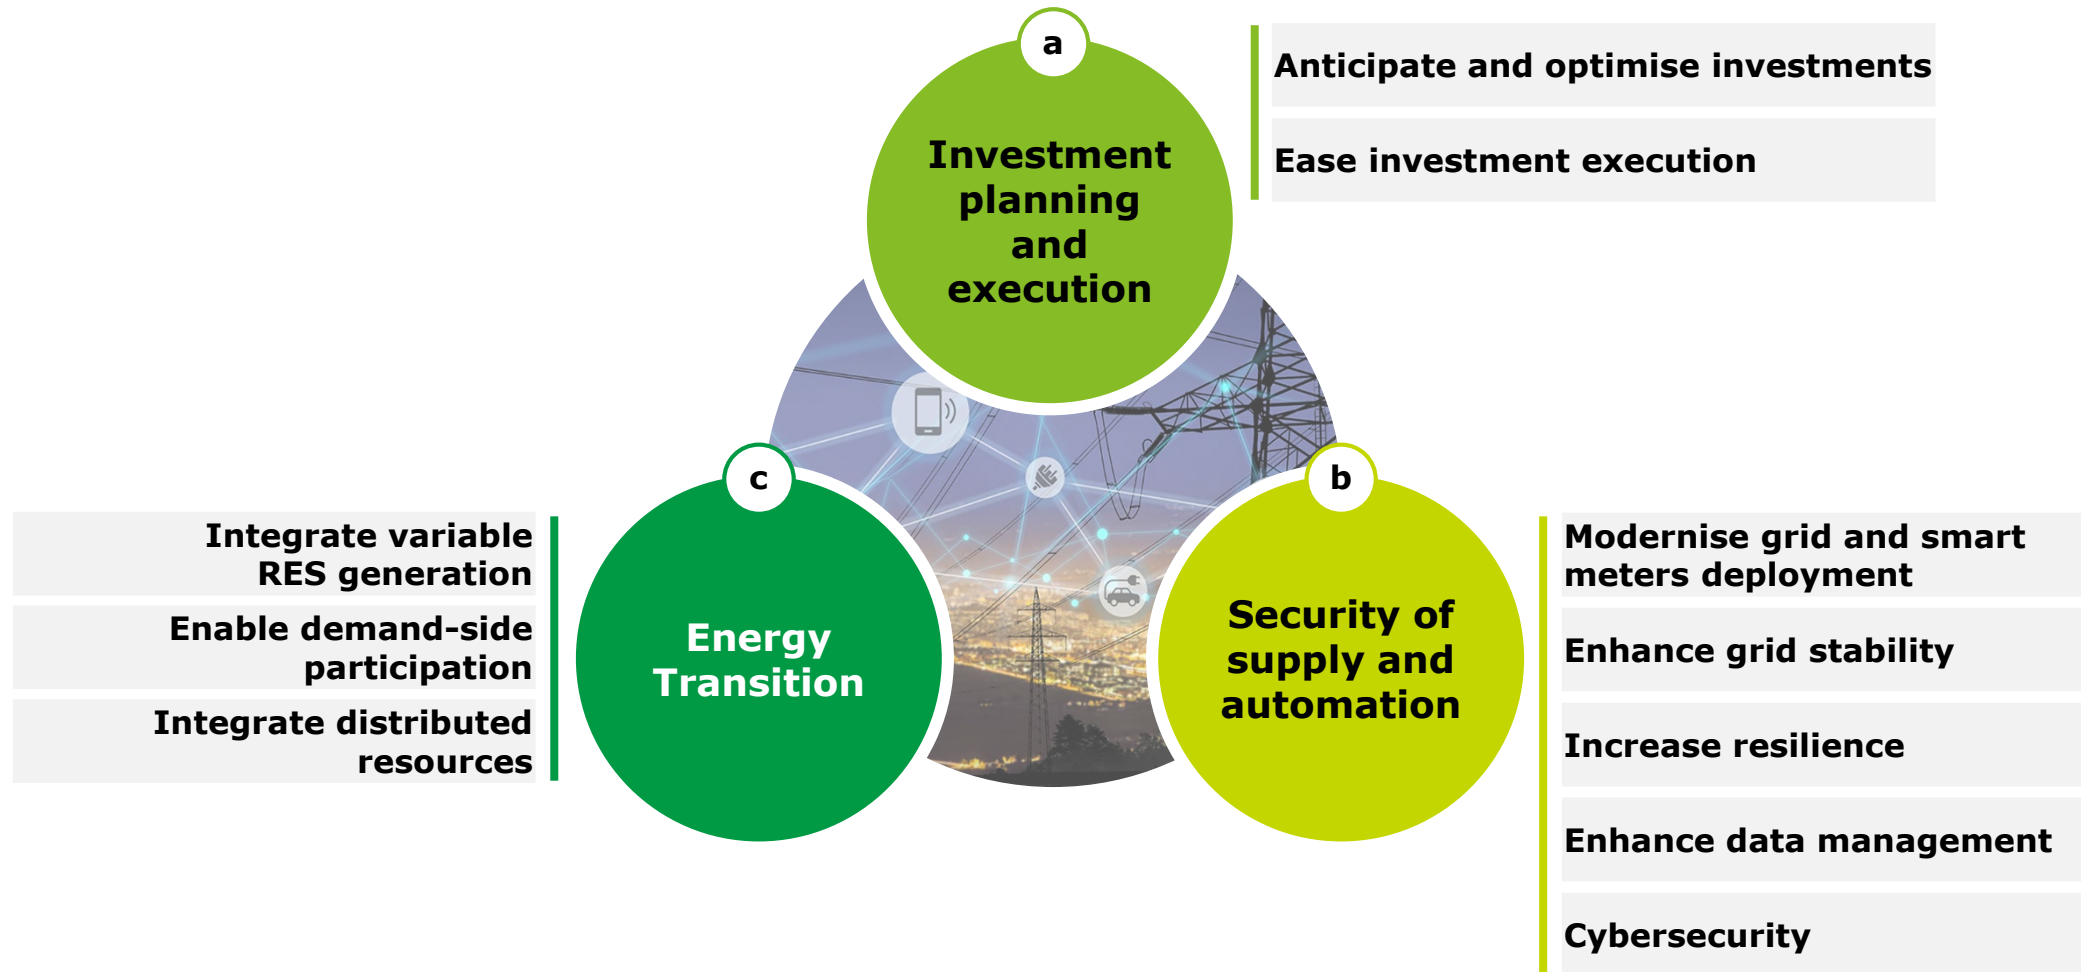 a
Investment
planning
and
execution
Anticipate and optimise investments
Ease investment execution
b
Security of
supply and
automation
Modernise grid and smart
meters deployment
Enhance grid stability
Increase resilience
Enhance data management
Cybersecurity
c
Energy
Transition
Integrate variable
RES generation
Enable demand-side
participation
Integrate distributed
resources